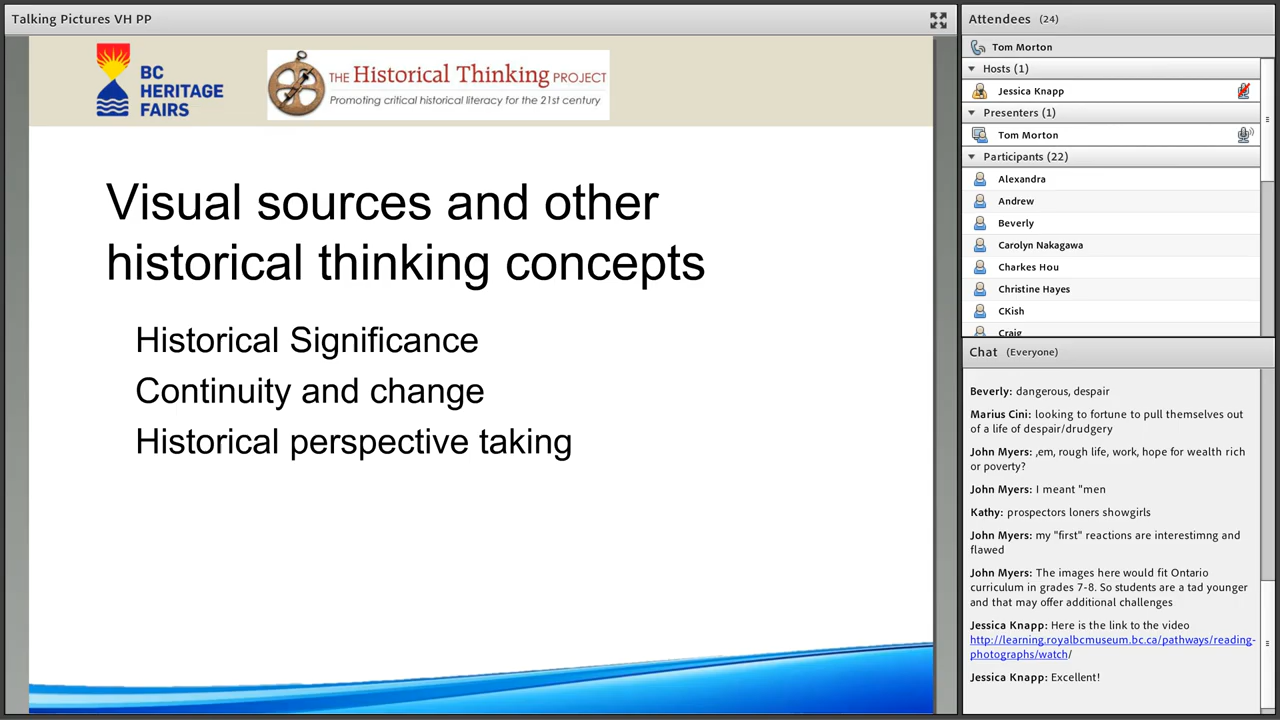 Talking Pictures VH PP
BC
HERITAGE
FAIRS
THE Historical Thinking PROJECT
Promoting critical historical literacy for the 21st century
Visual sources and other
historical thinking concepts
Historical Significance
Continuity and change
Historical perspective taking
Attendees (24)
Tom Morton
Hosts (1)
Jessica Knapp
Presenters (1)
Tom Morton
Participants (22)
Alexandra
Andrew
Beverly
Carolyn Nakagawa
Charkes Hou
Christine Hayes
CKish
Craig
Chat (Everyone)
Beverly: dangerous, despair
Marius Cini: looking to fortune to pull themselves out
of a life of despair/drudgery
John Myers: ,em, rough life, work, hope for wealth rich
or poverty?
John Myers: I meant "men
Kathy: prospectors loners showgirls
John Myers: my "first" reactions are interestimng and
flawed
John Myers: The images here would fit Ontario
curriculum in grades 7-8. So students are a tad younger
and that may offer additional challenges
Jessica Knapp: Here is the link to the video
http://learning.royalbcmuseum.bc.ca/pathways/reading-
photographs/watch/
Jessica Knapp: Excellent!